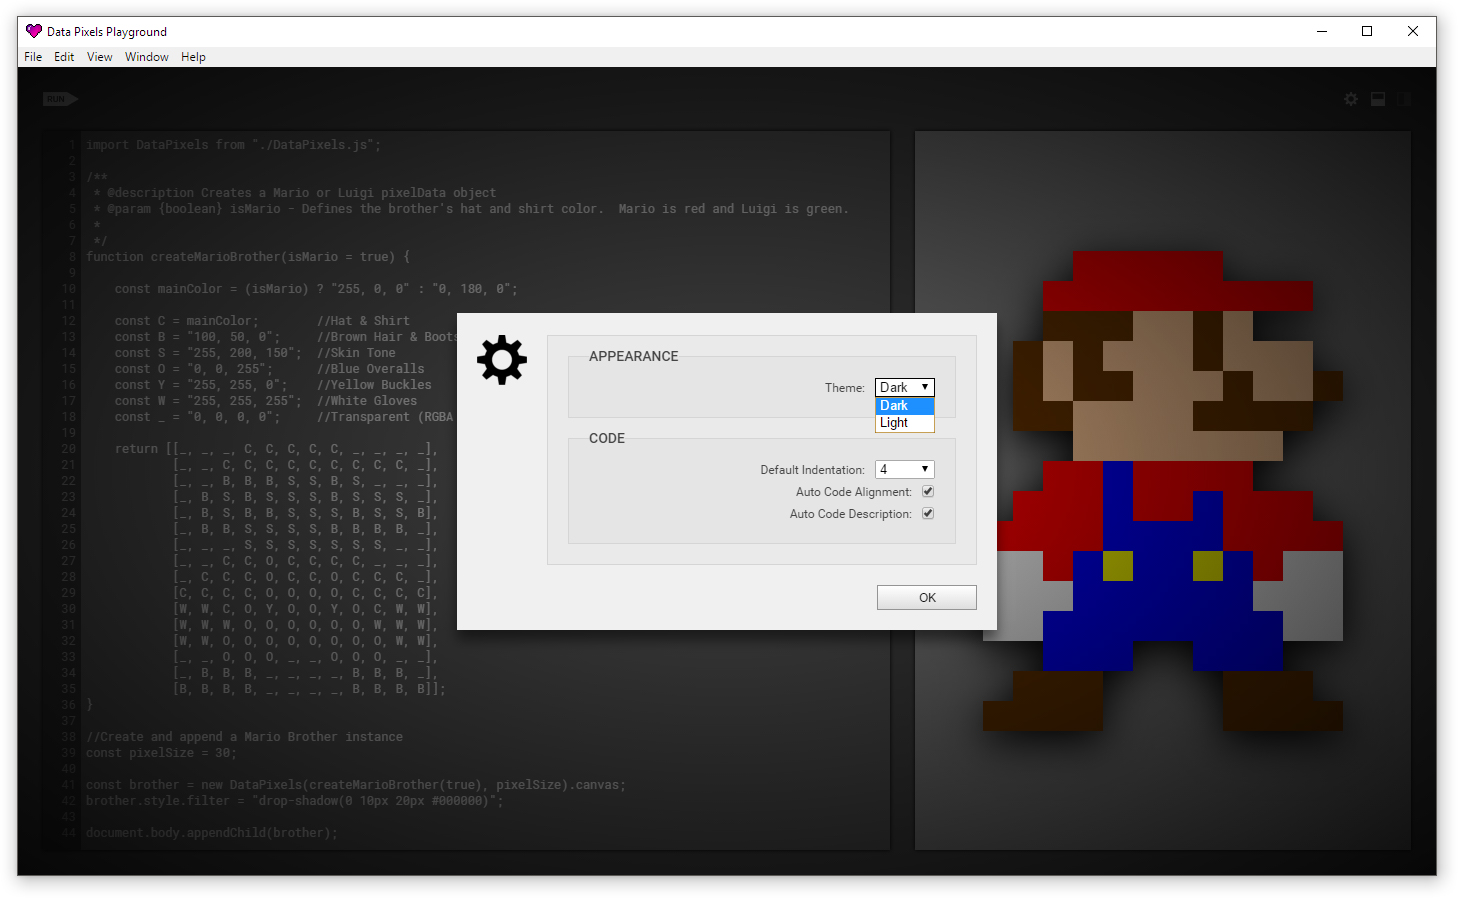 Data Pixels Playground
File Edit View Window Help
RUN
1 import DataPixels from "./DataPixels.js";
2
3 /**
4 * @description Creates a Mario or Luigi pixelData object
5 * @param {boolean} isMario - Defines the brother's hat and shirt color.  Mario is red and Luigi is green.
6 *
7 */
8 function createMarioBrother(isMario = true) {
9
10 const mainColor = (isMario) ? "255, 0, 0" : "0, 180, 0";
11
12 const C = mainColor; //Hat & Shirt
13 const B = "100, 50, 0"; //Brown Hair & Boots
14 const S = "255, 200, 150"; //Skin Tone
15 const O = "0, 0, 255"; //Blue Overalls
16 const Y = "255, 255, 0"; //Yellow Buckles
17 const W = "255, 255, 255"; //White Gloves
18 const _ = "0, 0, 0, 0"; //Transparent (RGBA
19
20 return [[_, _, _, C, C, C, C, C, _, _, _, _],
21 [_, _, C, C, C, C, C, C, C, C, C, _],
22 [_, _, B, B, B, S, S, B, S, _, _, _],
23 [_, B, S, B, S, S, S, B, S, S, S, _],
24 [_, B, S, B, B, S, S, S, B, S, S, B],
25 [_, B, B, S, S, S, S, B, B, B, B, _],
26 [_, _, _, S, S, S, S, S, S, S, _, _],
27 [_, _, C, C, O, C, C, C, C, _, _, _],
28 [_, C, C, C, O, C, C, O, C, C, C, _],
29 [C, C, C, C, O, O, O, O, C, C, C, C],
30 [W, W, C, O, Y, O, O, Y, O, C, W, W],
31 [W, W, W, O, O, O, O, O, O, W, W, W],
32 [W, W, O, O, O, O, O, O, O, O, W, W],
33 [_, _, O, O, O, _, _, O, O, O, _, _],
34 [_, B, B, B, _, _, _, _, B, B, B, _],
35 [B, B, B, B, _, _, _, _, B, B, B, B]];
36 }
37
38 //Create and append a Mario Brother instance
39 const pixelSize = 30;
40
41 const brother = new DataPixels(createMarioBrother(true), pixelSize).canvas;
42 brother.style.filter = "drop-shadow(0 10px 20px #000000)";
43
44 document.body.appendChild(brother);
APPEARANCE
Theme: Dark
Dark
Light
CODE
Default Indentation: 4
Auto Code Alignment:
Auto Code Description:
OK